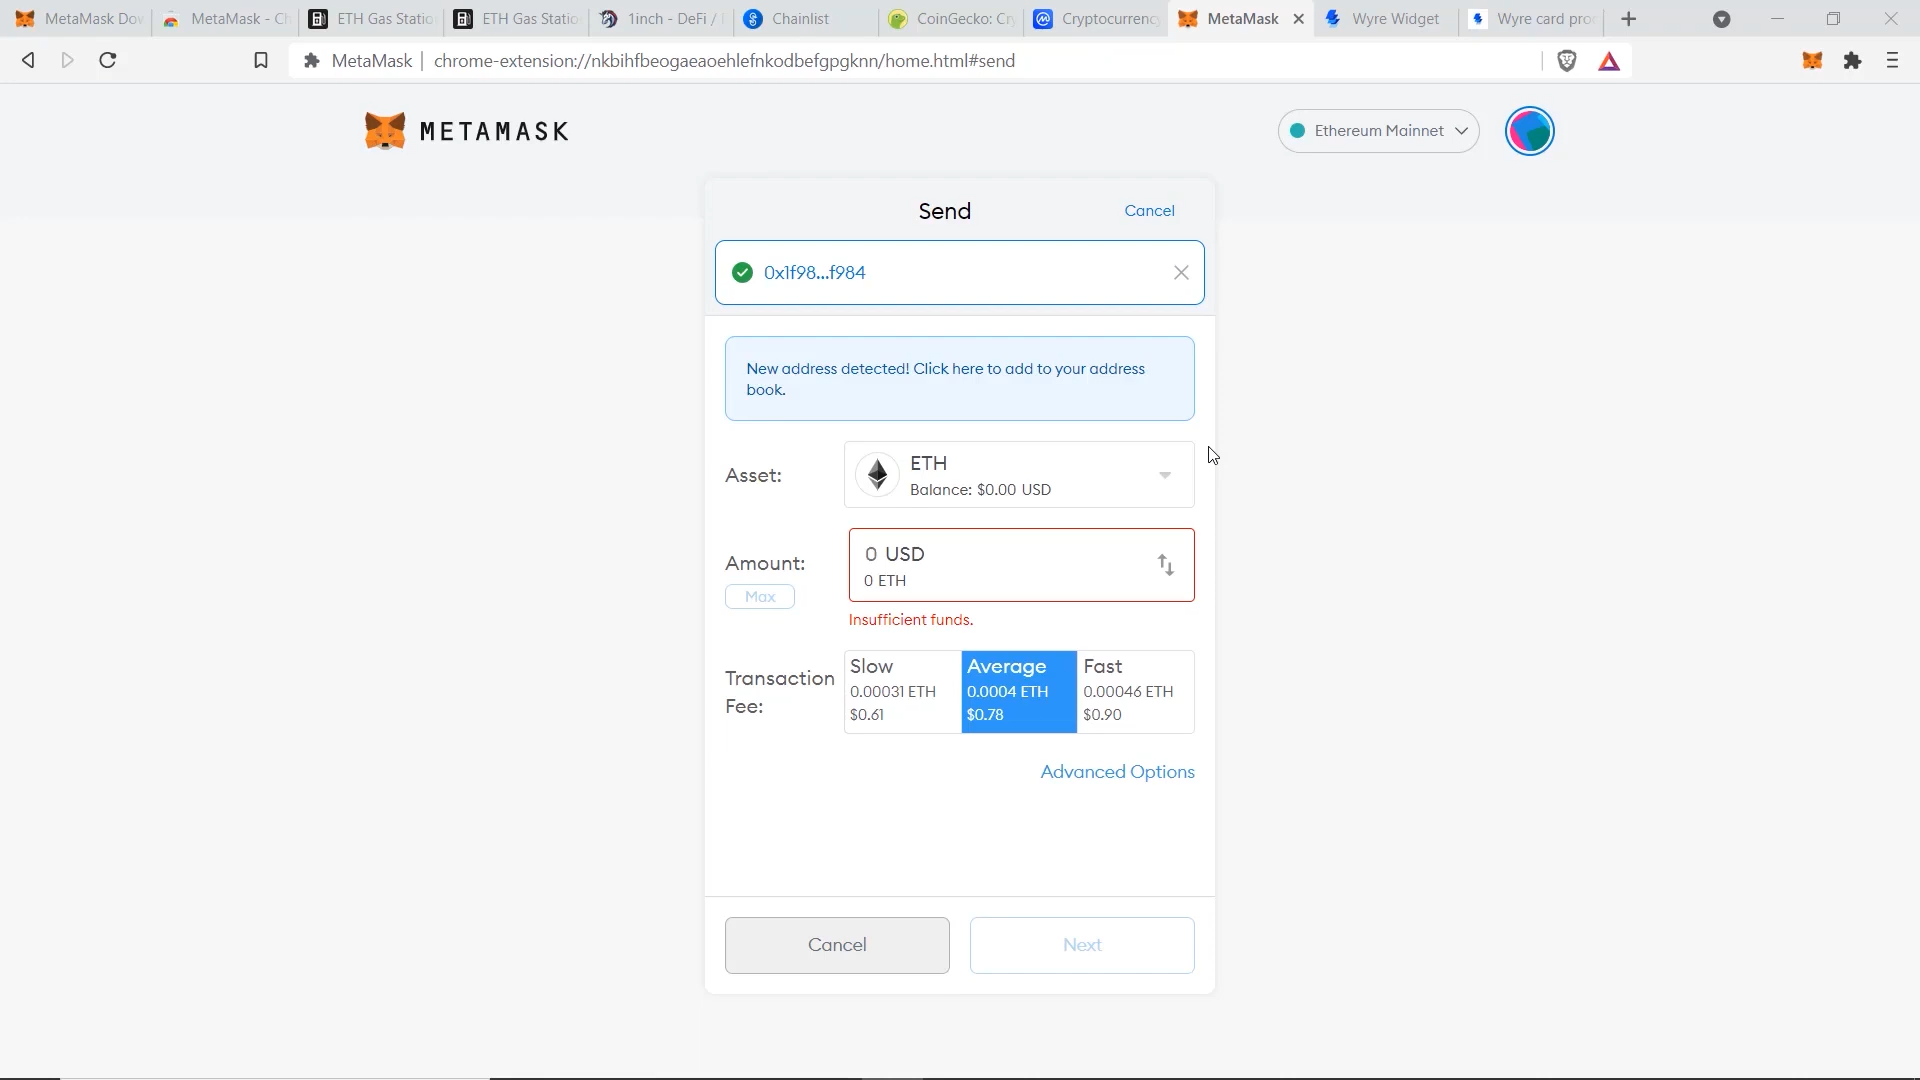 MetaMask Dow
MetaMask - Ch
ETH Gas Statio
ETH Gas Statio
1inch - DeFi /
Chainlist
CoinGecko: Cry
Cryptocurrency
MetaMask
Wyre Widget
Wyre card pro
MetaMask | chrome-extension://nkbihfbeogaeaoehlefnkodbefgpgknn/home.html#send
METAMASK
Ethereum Mainnet
Send
Cancel
0x1f98...f984
New address detected! Click here to add to your address
book.
Asset:
ETH
Balance: $0.00 USD
Amount:
Max
0 USD
0 ETH
Insufficient funds.
Transaction
Fee:
Slow
0.00031 ETH
$0.61
Average
0.0004 ETH
$0.78
Fast
0.00046 ETH
$0.90
Advanced Options
Cancel
Next